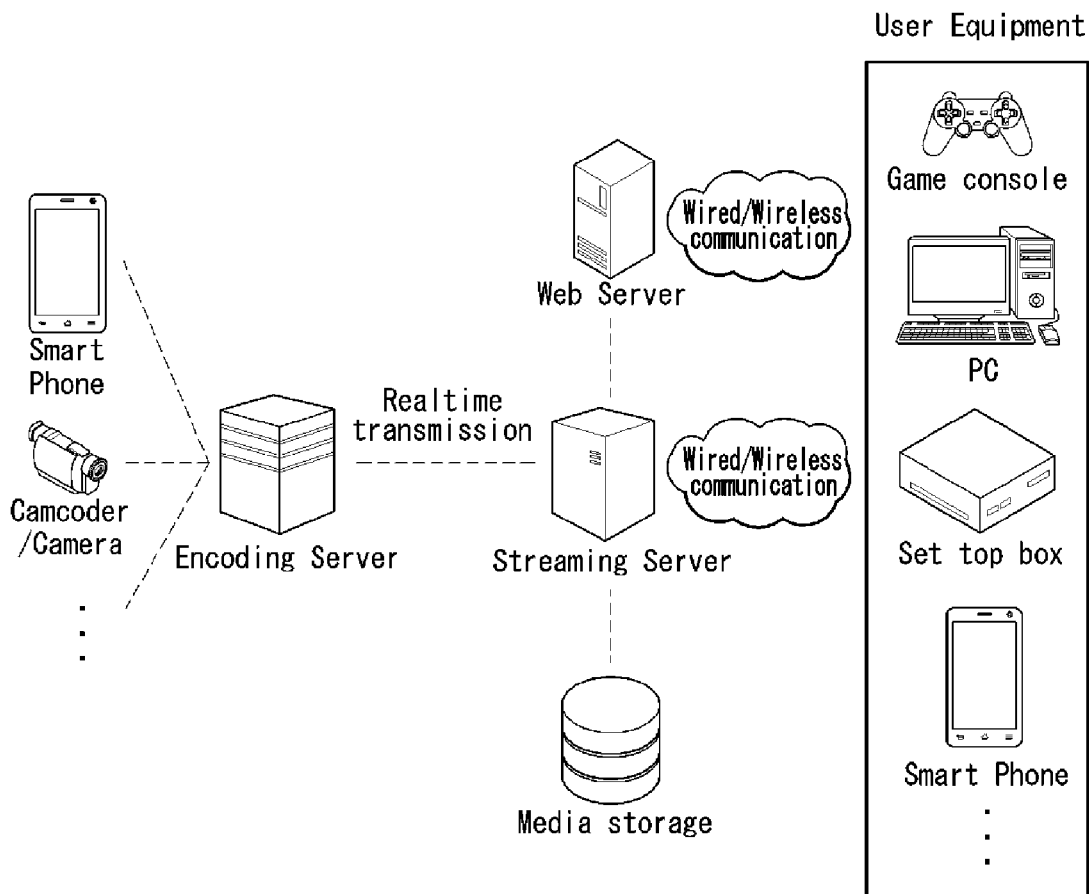 User Equipment
Game console
Wired/Wireless
communication
Web Server
Smart
Phone
PC
Realtime
transmission
Wired/Wireless
communication
Camcoder
/Camera
Encoding Server
Streaming Server
Set top box
Media storage
Smart Phone